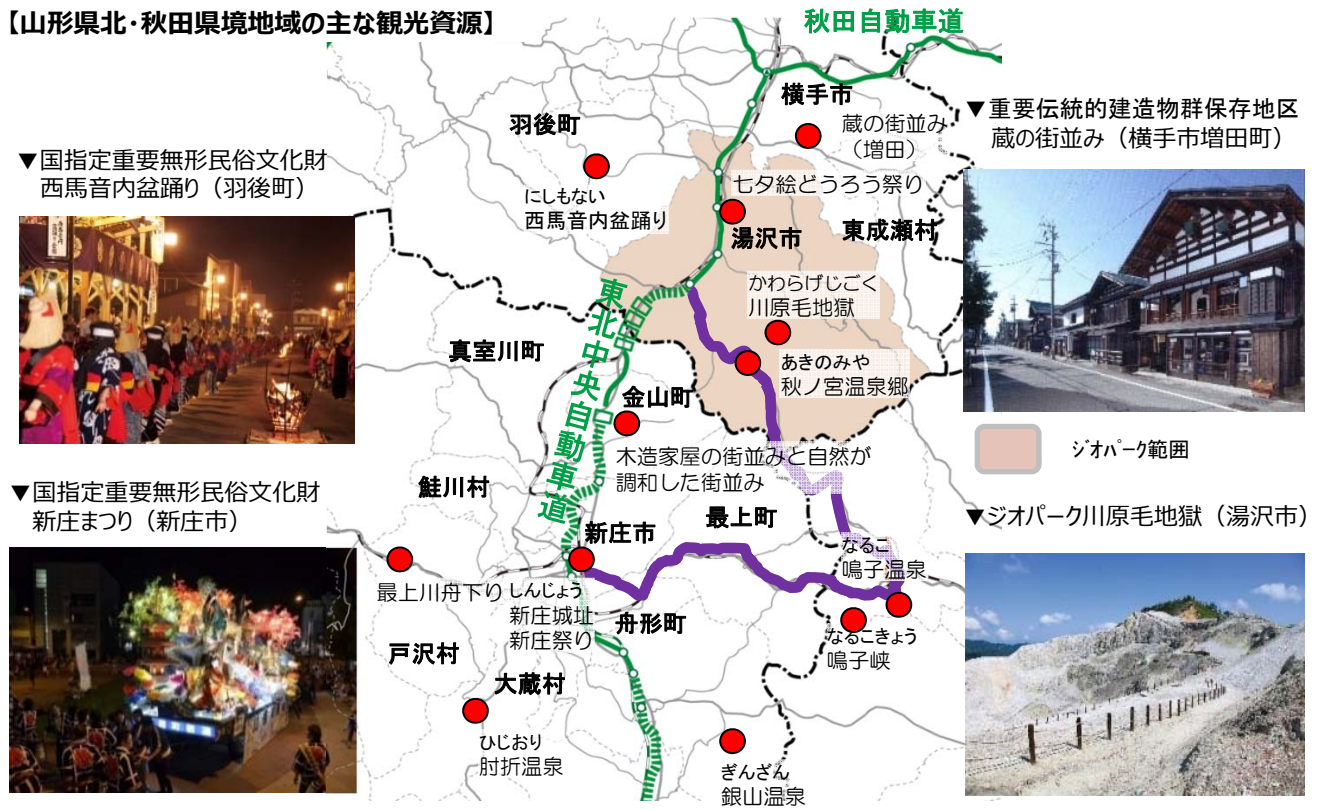 【山形県北・秋田県境地域の主な観光資源】
秋田自動車道
▼国指定重要無形民俗文化財
西馬音内盆踊り（羽後町）
▼国指定重要無形民俗文化財
新庄まつり（新庄市）
横手市
蔵の街並み
（増田）
羽後町
にしもない
西馬音内盆踊り
七夕絵どうろう祭り
湯沢市
東成瀬村
かわらげじごく
川原毛地獄
あきのみや
秋ノ宮温泉郷
東北中央自動車道
真室川町
金山町
木造家屋の街並みと自然が
調和した街並み
鮭川村
新庄市
最上町
最上川舟下り
しんじょう
新庄城址
新庄祭り
舟形町
なるこ
鳴子温泉
なるこきょう
鳴子峡
戸沢村
大蔵村
ひじおり
肘折温泉
ぎんざん
銀山温泉
▼重要伝統的建造物群保存地区
蔵の街並み（横手市増田町）
ｼﾞｵﾊﾟｰｸ範囲
▼ジオパーク川原毛地獄（湯沢市）